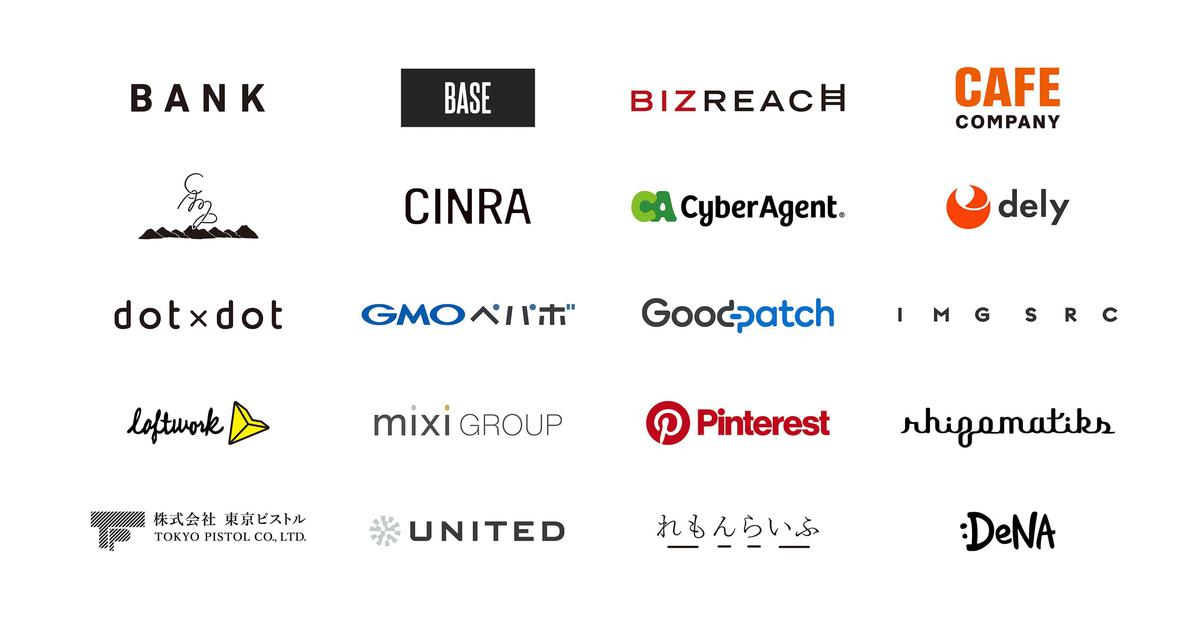 BANK
BASE
BIZREACH
CAFE
COMPANY
CINRA
CyberAgent®
dely
dot×dot
GMOペパボ
Goodpatch
IMG SRC
loftwork
mixi GROUP
Pinterest
rhizomatiks
株式会社 東京ピストル
TOKYO PISTOL CO., LTD.
UNITED
れもんらいふ
:DeNA